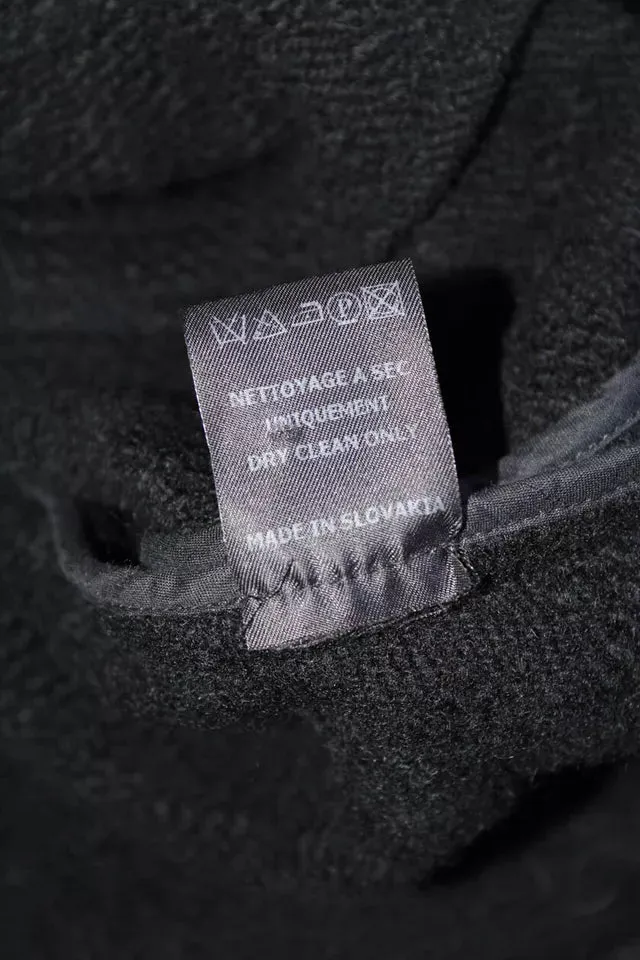 NETTOYAGE A SEC
UNIQUEMENT
DRY CLEAN ONLY
MADE IN SLOVAKIA